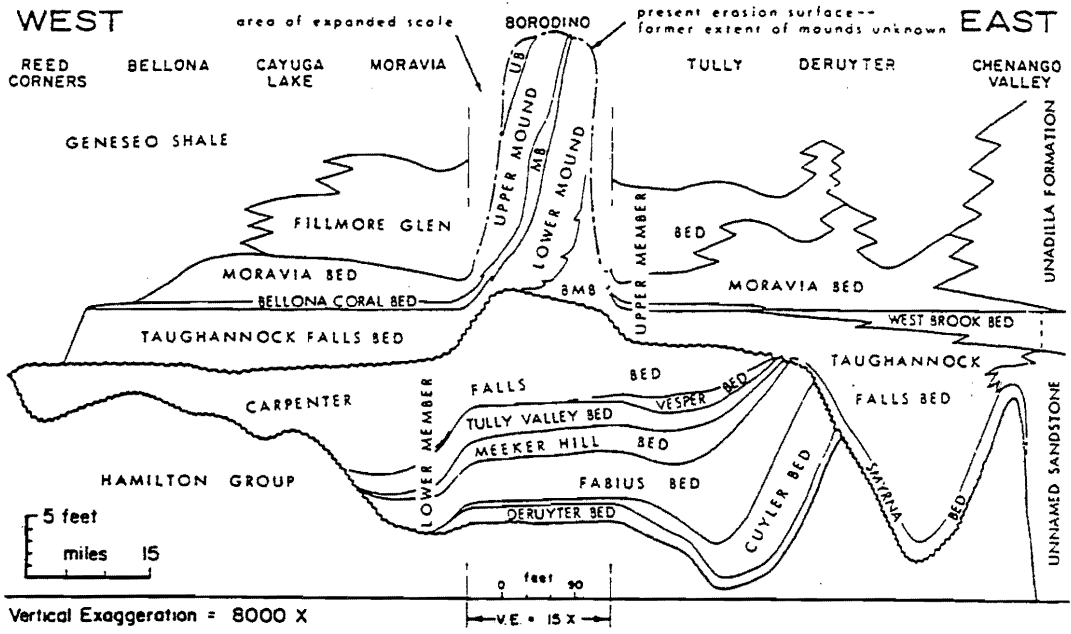 WEST
area of expanded scale
BORODINO
present erosion surface--
former extent of mounds unknown
EAST
REED
CORNERS
BELLONA
CAYUGA
LAKE
MORAVIA
TULLY
DERUYTER
CHENANGO
VALLEY
GENESEO SHALE
UB
UPPER MOUND
MB
LOWER MOUND
UNADILLA FORMATION
FILLMORE GLEN
BED
UPPER MEMBER
MORAVIA BED
BMB
MORAVIA BED
BELLONA CORAL BED
WEST BROOK BED
TAUGHANNOCK FALLS BED
TAUGHANNOCK
FALLS BED
CARPENTER
FALLS
BED
LOWER MEMBER
VESPER
BED
TULLY VALLEY BED
MEEKER HILL BED
HAMILTON GROUP
FABIUS BED
DERUYTER BED
CUYLER BED
SMYRNA
BED
UNNAMED SANDSTONE
5 feet
miles 15
0 feet 90
V.E. = 15 X
Vertical Exaggeration = 8000 X